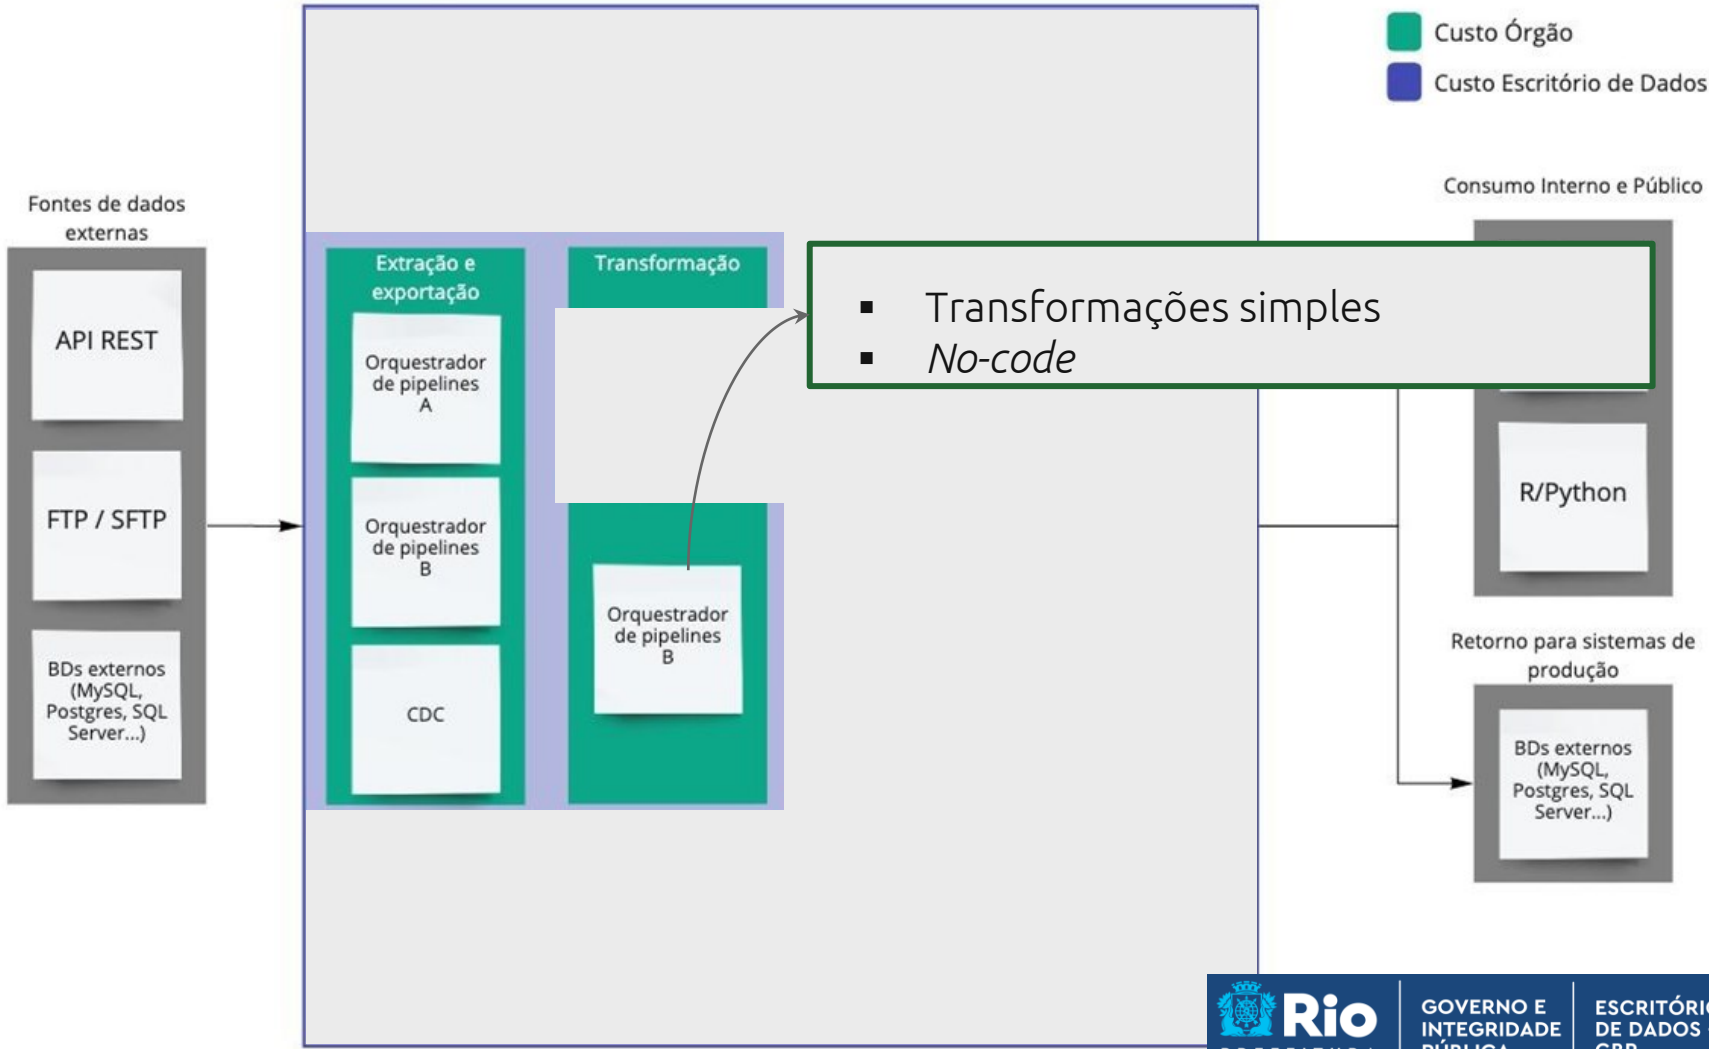 Custo Órgão
Custo Escritório de Dados
Fontes de dados
externas
API REST
FTP / SFTP
BDs externos
(MySQL,
Postgres, SQL
Server...)
Extração e
exportação
Orquestrador
de pipelines
A
Orquestrador
de pipelines
B
CDC
Transformação
Orquestrador
de pipelines
B
▪ Transformações simples
▪ No-code
Consumo Interno e Público
R/Python
Retorno para sistemas de
produção
BDs externos
(MySQL,
Postgres, SQL
Server...)
Rio
GOVERNO E
INTEGRIDADE
PÚBLICA
ESCRITÓRIO
DE DADOS